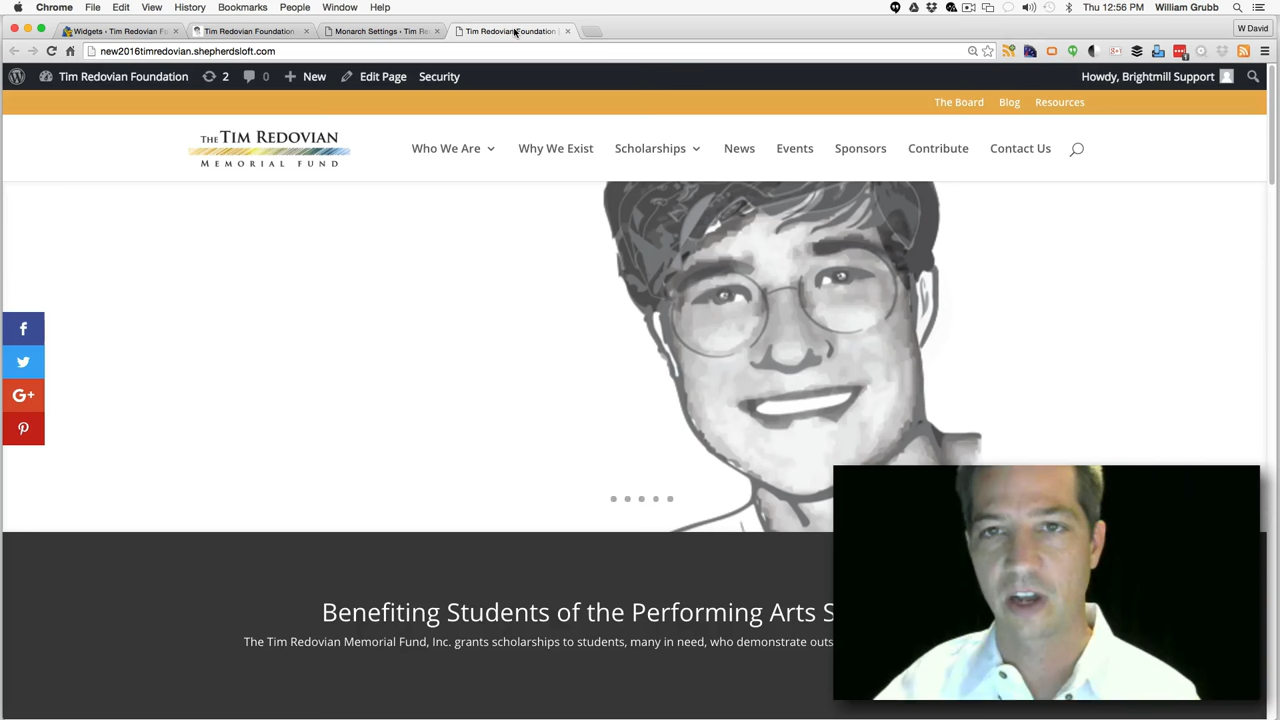 Chrome File Edit View History Bookmarks People Window Help Thu 12:56 PM William Grubb
Widgets ‹ Tim Redovian Fo Tim Redovian Foundation Monarch Settings ‹ Tim Re Tim Redovian Foundation W David
new2016timredovian.shepherdsloft.com
Tim Redovian Foundation 2 0 New Edit Page Security Howdy, Brightmill Support
The Board Blog Resources
THE TIM REDOVIAN
MEMORIAL FUND
Who We Are Why We Exist Scholarships News Events Sponsors Contribute Contact Us
f
G+
Benefiting Students of the Performing Arts S
The Tim Redovian Memorial Fund, Inc. grants scholarships to students, many in need, who demonstrate outs